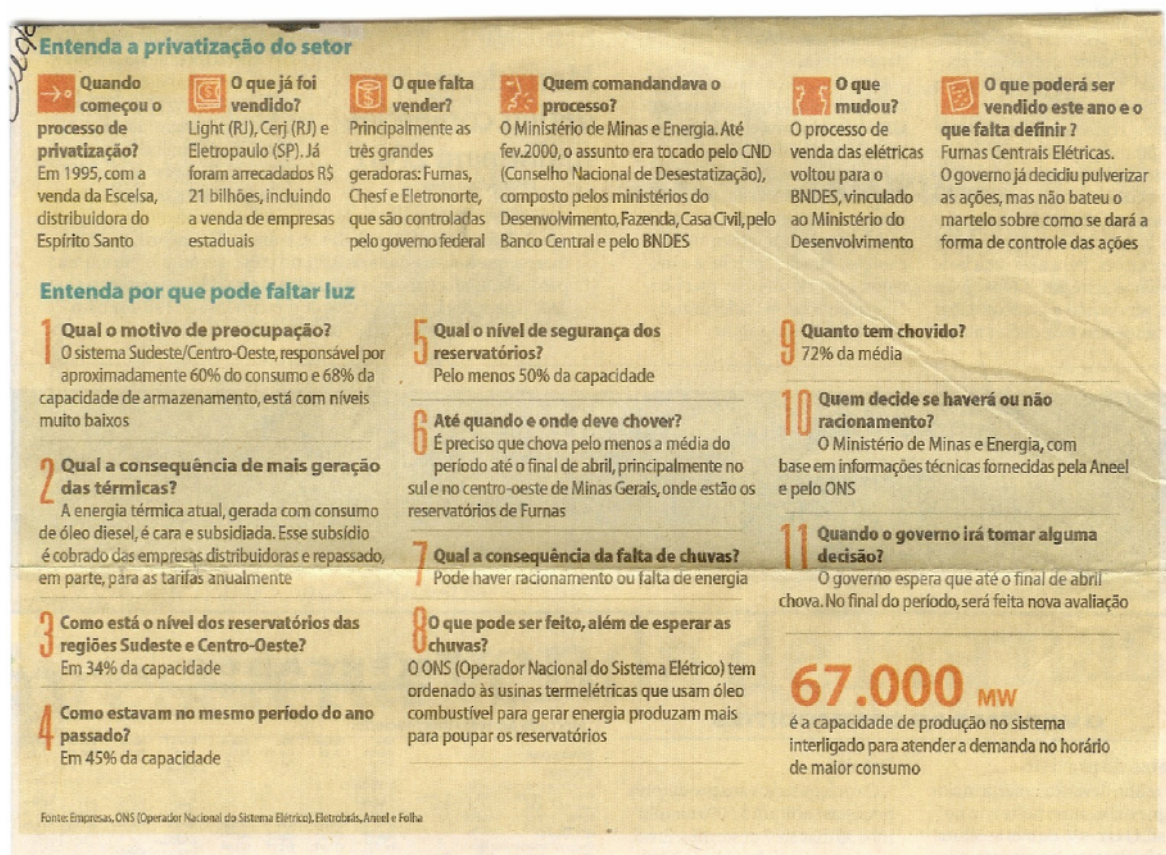 Entenda a privatização do setor
Quando
começou o
processo de
privatização?
Em 1995, com a
venda da Escelsa,
distribuidora do
Espírito Santo
O que já foi
vendido?
Light (RJ), Cerj (RJ) e
Eletropaulo (SP). Já
foram arrecadados R$
21 bilhões, incluindo
a venda de empresas
estaduais
O que falta
vender?
Principalmente as
três grandes
geradoras: Furnas,
Chesf e Eletronorte,
que são controladas
pelo governo federal
Quem comandandava o
processo?
O Ministério de Minas e Energia. Até
fev.2000, o assunto era tocado pelo CND
(Conselho Nacional de Desestatização),
composto pelos ministérios do
Desenvolvimento, Fazenda, Casa Civil, pelo
Banco Central e pelo BNDES
O que
mudou?
O processo de
venda das elétricas
voltou para o
BNDES, vinculado
ao Ministério do
Desenvolvimento
O que poderá ser
vendido este ano e o
que falta definir ?
Furnas Centrais Elétricas.
O governo já decidiu pulverizar
as ações, mas não bateu o
martelo sobre como se dará a
forma de controle das ações
Entenda por que pode faltar luz
1 Qual o motivo de preocupação?
O sistema Sudeste/Centro-Oeste, responsável por
aproximadamente 60% do consumo e 68% da
capacidade de armazenamento, está com níveis
muito baixos
2 Qual a consequência de mais geração
das térmicas?
A energia térmica atual, gerada com consumo
de óleo diesel, é cara e subsidiada. Esse subsídio
é cobrado das empresas distribuidoras e repassado,
em parte, para as tarifas anualmente
3 Como está o nível dos reservatórios das
regiões Sudeste e Centro-Oeste?
Em 34% da capacidade
4 Como estavam no mesmo período do ano
passado?
Em 45% da capacidade
5 Qual o nível de segurança dos
reservatórios?
Pelo menos 50% da capacidade
6 Até quando e onde deve chover?
É preciso que chova pelo menos a média do
período até o final de abril, principalmente no
sul e no centro-oeste de Minas Gerais, onde estão os
reservatórios de Furnas
7 Qual a consequência da falta de chuvas?
Pode haver racionamento ou falta de energia
8 O que pode ser feito, além de esperar as
chuvas?
O ONS (Operador Nacional do Sistema Elétrico) tem
ordenado às usinas termelétricas que usam óleo
combustível para gerar energia produzam mais
para poupar os reservatórios
9 Quanto tem chovido?
72% da média
10 Quem decide se haverá ou não
racionamento?
O Ministério de Minas e Energia, com
base em informações técnicas fornecidas pela Aneel
e pelo ONS
11 Quando o governo irá tomar alguma
decisão?
O governo espera que até o final de abril
chova. No final do período, será feita nova avaliação
67.000 MW
é a capacidade de produção no sistema
interligado para atender a demanda no horário
de maior consumo
Fonte: Empresas, ONS (Operador Nacional do Sistema Elétrico), Eletrobrás, Aneel e Folha